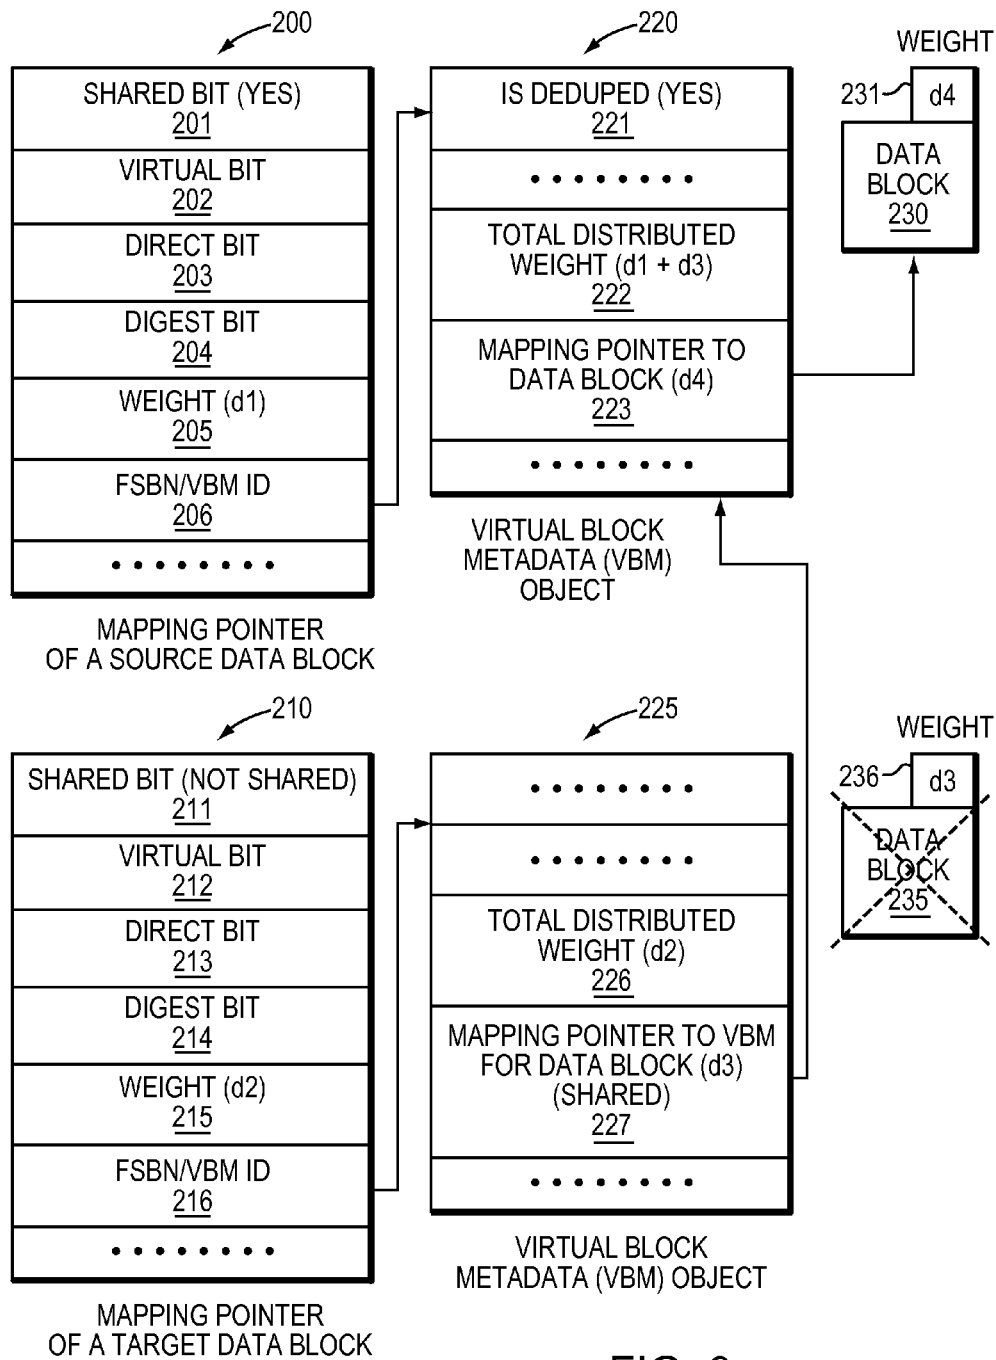 200
SHARED BIT (YES)
201
VIRTUAL BIT
202
DIRECT BIT
203
DIGEST BIT
204
WEIGHT (d1)
205
FSBN/VBM ID
206
MAPPING POINTER
OF A SOURCE DATA BLOCK
220
IS DEDUPED (YES)
221
TOTAL DISTRIBUTED
WEIGHT (d1 + d3)
222
MAPPING POINTER TO
DATA BLOCK (d4)
223
VIRTUAL BLOCK
METADATA (VBM)
OBJECT
WEIGHT
231
d4
DATA
BLOCK
230
210
SHARED BIT (NOT SHARED)
211
VIRTUAL BIT
212
DIRECT BIT
213
DIGEST BIT
214
WEIGHT (d2)
215
FSBN/VBM ID
216
MAPPING POINTER
OF A TARGET DATA BLOCK
225
TOTAL DISTRIBUTED
WEIGHT (d2)
226
MAPPING POINTER TO VBM
FOR DATA BLOCK (d3)
(SHARED)
227
VIRTUAL BLOCK
METADATA (VBM) OBJECT
WEIGHT
236
d3
DATA
BLOCK
235